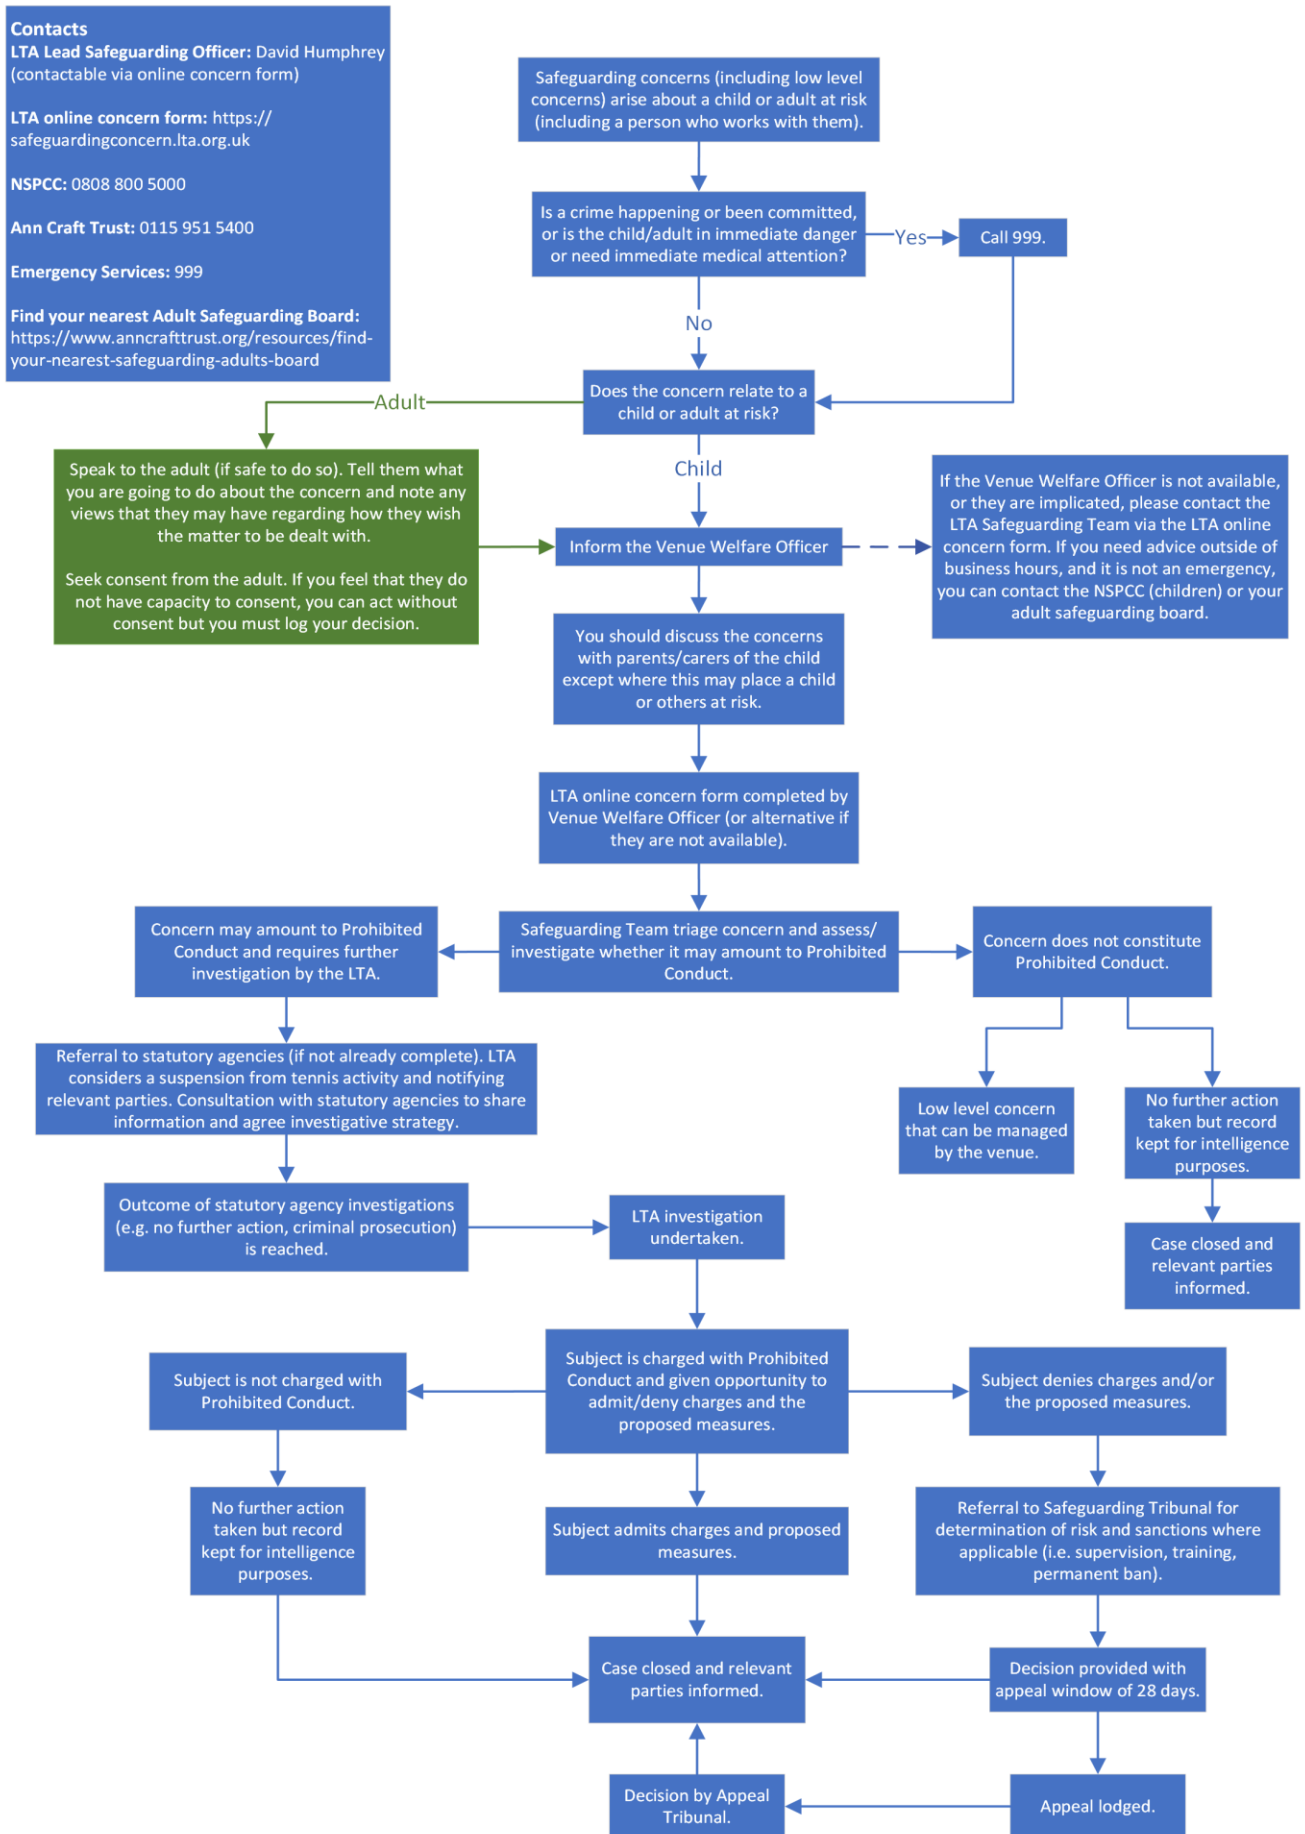 Contacts
LTA Lead Safeguarding Officer: David Humphrey
(contactable via online concern form)
LTA online concern form: https://
safeguardingconcern.lta.org.uk
NSPCC: 0808 800 5000
Ann Craft Trust: 0115 951 5400
Emergency Services: 999
Find your nearest Adult Safeguarding Board:
https://www.anncrafttrust.org/resources/find-
your-nearest-safeguarding-adults-board
Safeguarding concerns (including low level
concerns) arise about a child or adult at risk
(including a person who works with them).
Is a crime happening or been committed,
or is the child/adult in immediate danger
or need immediate medical attention?
Yes
Call 999.
No
Does the concern relate to a
child or adult at risk?
Adult
Speak to the adult (if safe to do so). Tell them what
you are going to do about the concern and note any
views that they may have regarding how they wish
the matter to be dealt with.
Seek consent from the adult. If you feel that they do
not have capacity to consent, you can act without
consent but you must log your decision.
Child
Inform the Venue Welfare Officer
If the Venue Welfare Officer is not available,
or they are implicated, please contact the
LTA Safeguarding Team via the LTA online
concern form. If you need advice outside of
business hours, and it is not an emergency,
you can contact the NSPCC (children) or your
adult safeguarding board.
You should discuss the concerns
with parents/carers of the child
except where this may place a child
or others at risk.
LTA online concern form completed by
Venue Welfare Officer (or alternative if
they are not available).
Concern may amount to Prohibited
Conduct and requires further
investigation by the LTA.
Safeguarding Team triage concern and assess/
investigate whether it may amount to Prohibited
Conduct.
Concern does not constitute
Prohibited Conduct.
Referral to statutory agencies (if not already complete). LTA
considers a suspension from tennis activity and notifying
relevant parties. Consultation with statutory agencies to share
information and agree investigative strategy.
Low level concern
that can be managed
by the venue.
No further action
taken but record
kept for intelligence
purposes.
Outcome of statutory agency investigations
(e.g. no further action, criminal prosecution)
is reached.
LTA investigation
undertaken.
Case closed and
relevant parties
informed.
Subject is not charged with
Prohibited Conduct.
Subject is charged with Prohibited
Conduct and given opportunity to
admit/deny charges and the
proposed measures.
Subject denies charges and/or
the proposed measures.
No further action
taken but record
kept for intelligence
purposes.
Subject admits charges and proposed
measures.
Referral to Safeguarding Tribunal for
determination of risk and sanctions where
applicable (i.e. supervision, training,
permanent ban).
Case closed and relevant
parties informed.
Decision provided with
appeal window of 28 days.
Decision by Appeal
Tribunal.
Appeal lodged.